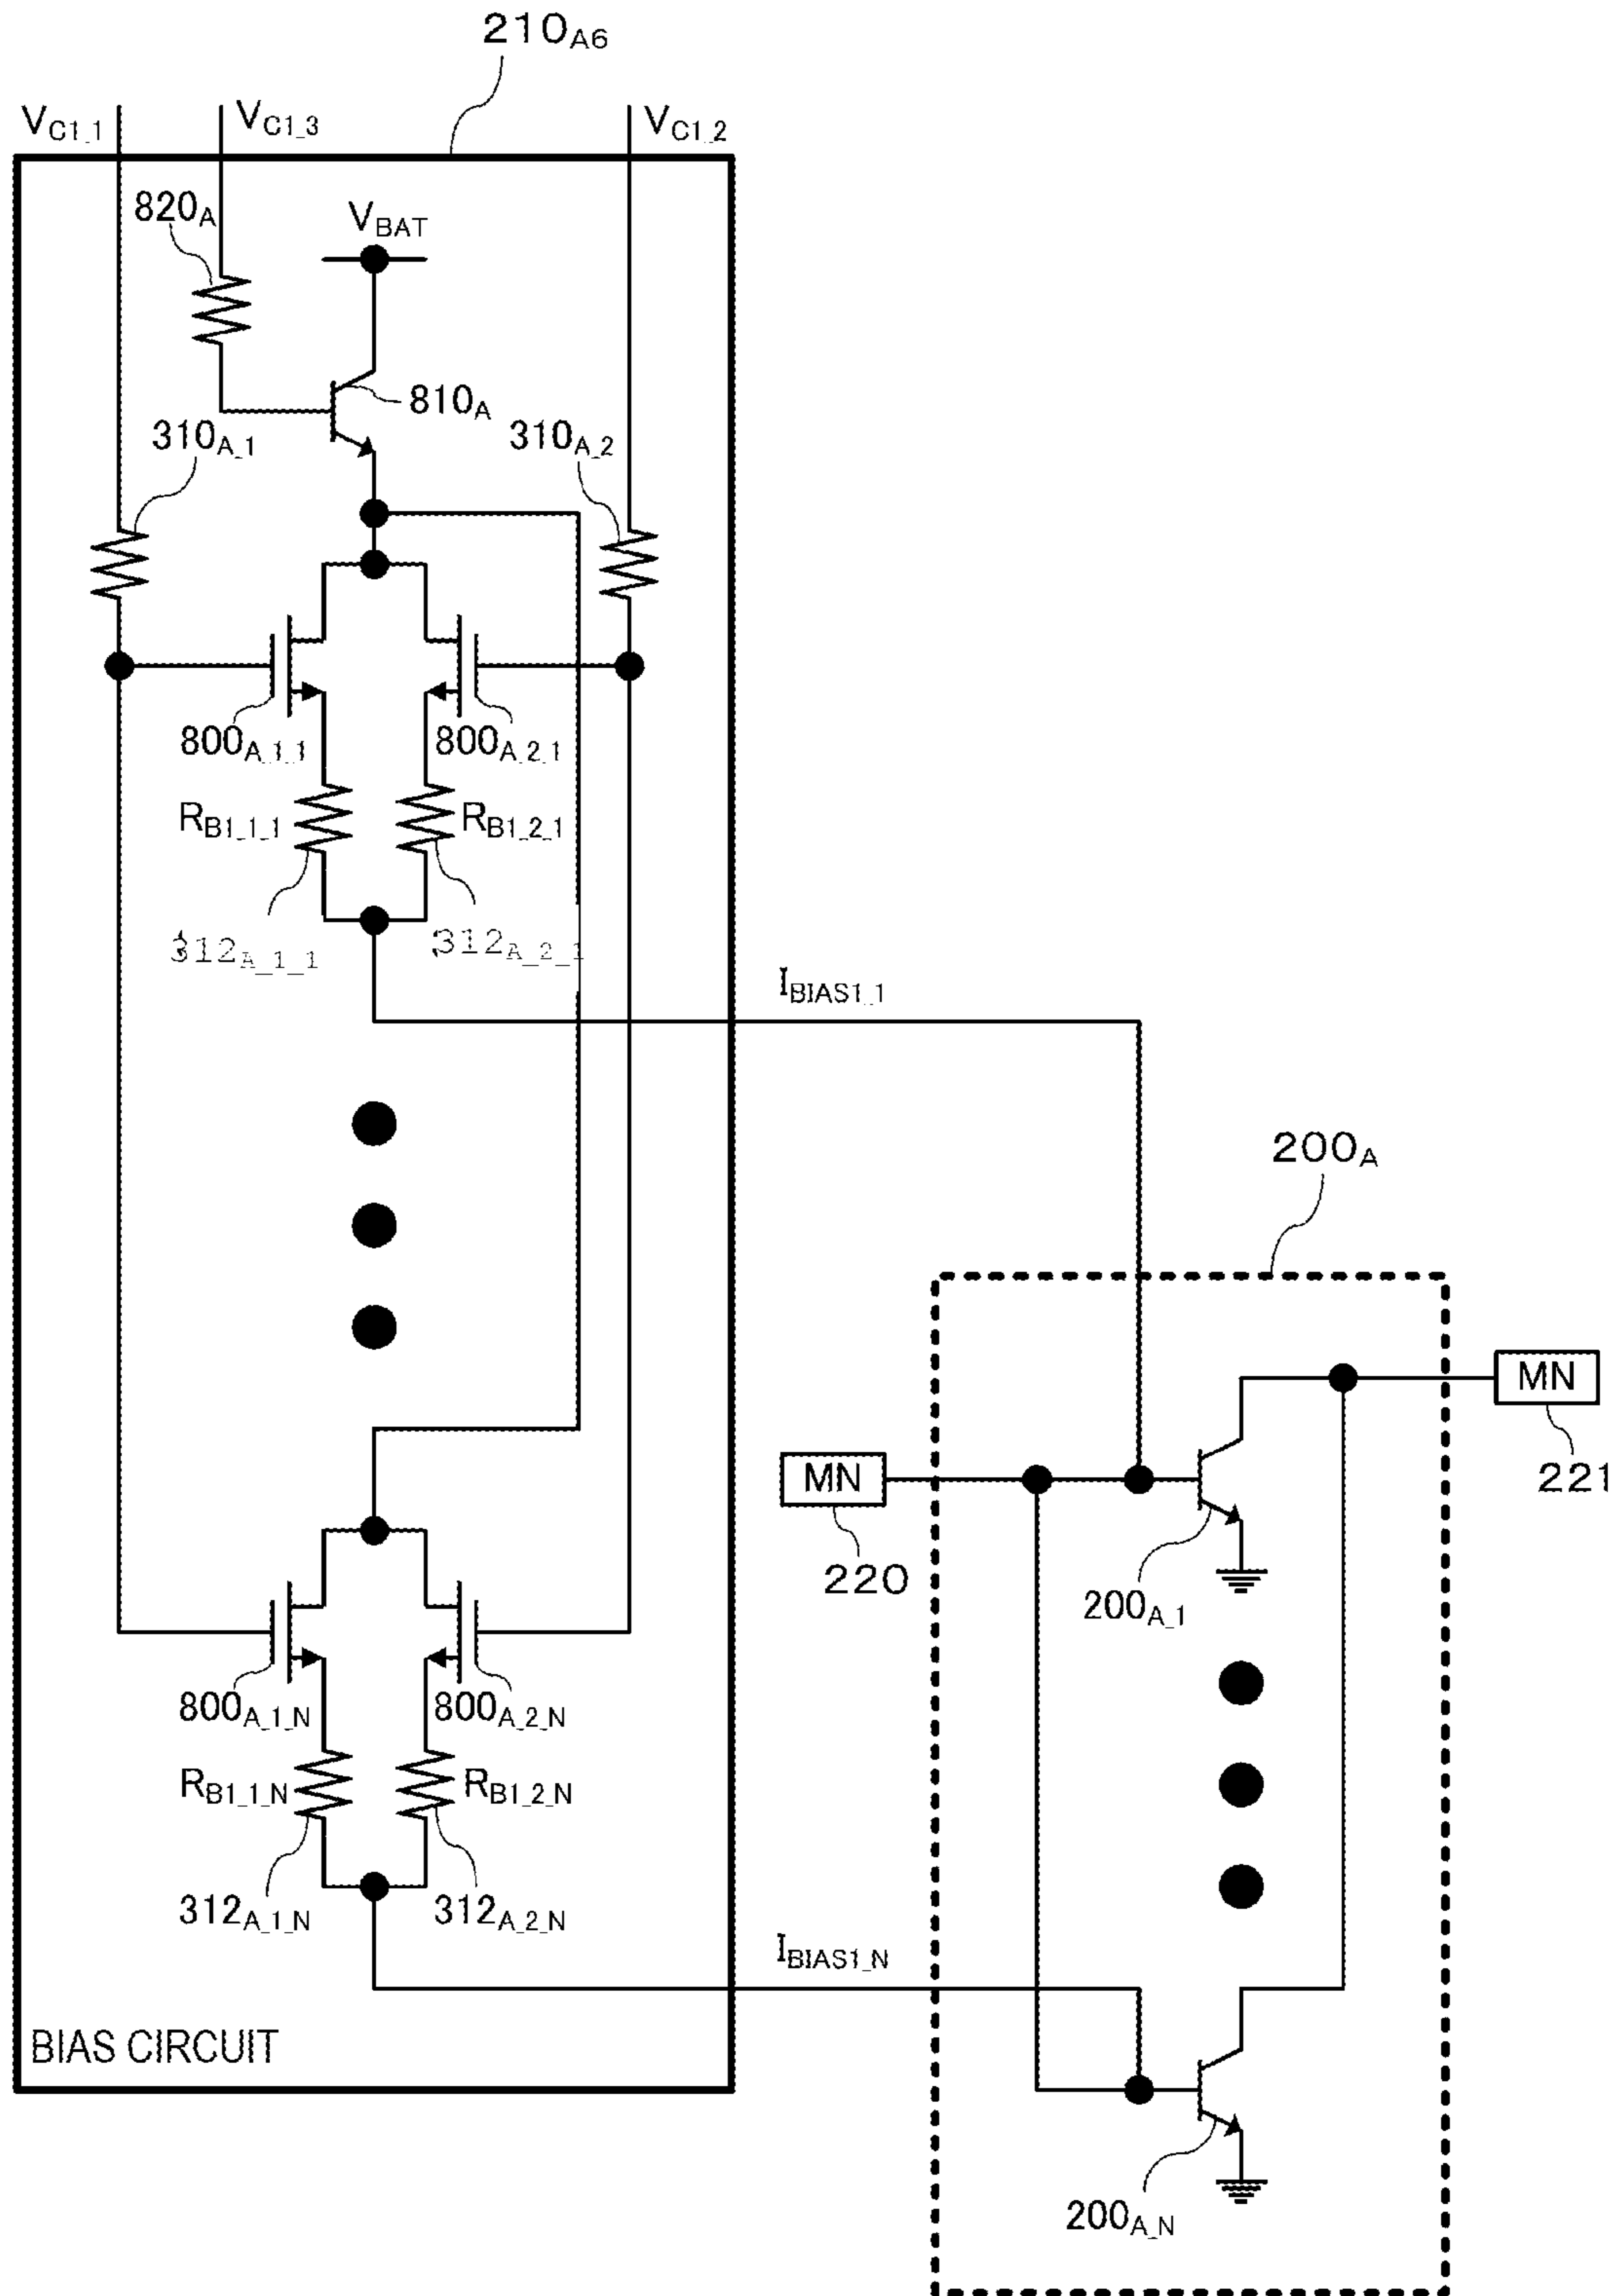 210A6
VC1_1
VC1_3
VC1_2
820A
VBAT
810A
310A_1
310A_2
800A_1_1
800A_2_1
RB1_1_1
RB1_2_1
312A_1_1
312A_2_1
IBIAS1_1
200A
MN
MN
221
220
200A_1
800A_1_N
800A_2_N
RB1_1_N
RB1_2_N
312A_1_N
312A_2_N
IBIAS1_N
BIAS CIRCUIT
200A_N